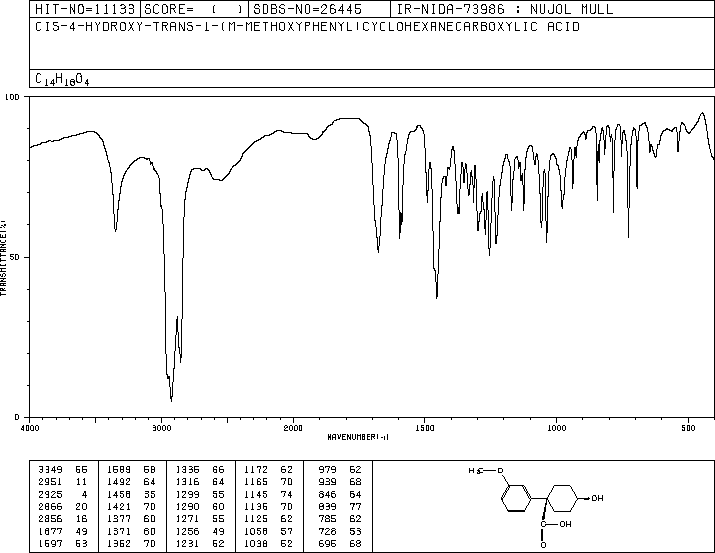 HIT-NO=11133 SCORE= ( ) SDBS-NO=26445 IR-NIDA-73986 : NUJOL MULL
CIS-4-HYDROXY-TRANS-1-(M-METHOXYPHENYL)CYCLOHEXANECARBOXYLIC ACID
C14H18O4
100
50
0
TRANSMITTANCE(%)
4000 3000 2000 1500 1000 500
WAVENUMBER(-1)
3349 66 1589 60 1336 66 1172 62 979 62
2951 11 1492 64 1316 64 1165 70 939 68
2925 4 1458 35 1299 55 1145 74 846 64
2866 20 1421 70 1290 60 1136 70 839 77
2856 16 1377 60 1271 55 1125 62 785 62
1677 49 1371 60 1256 49 1058 57 728 53
1597 53 1362 70 1231 52 1038 52 696 68
H3C O
OH
OH
O